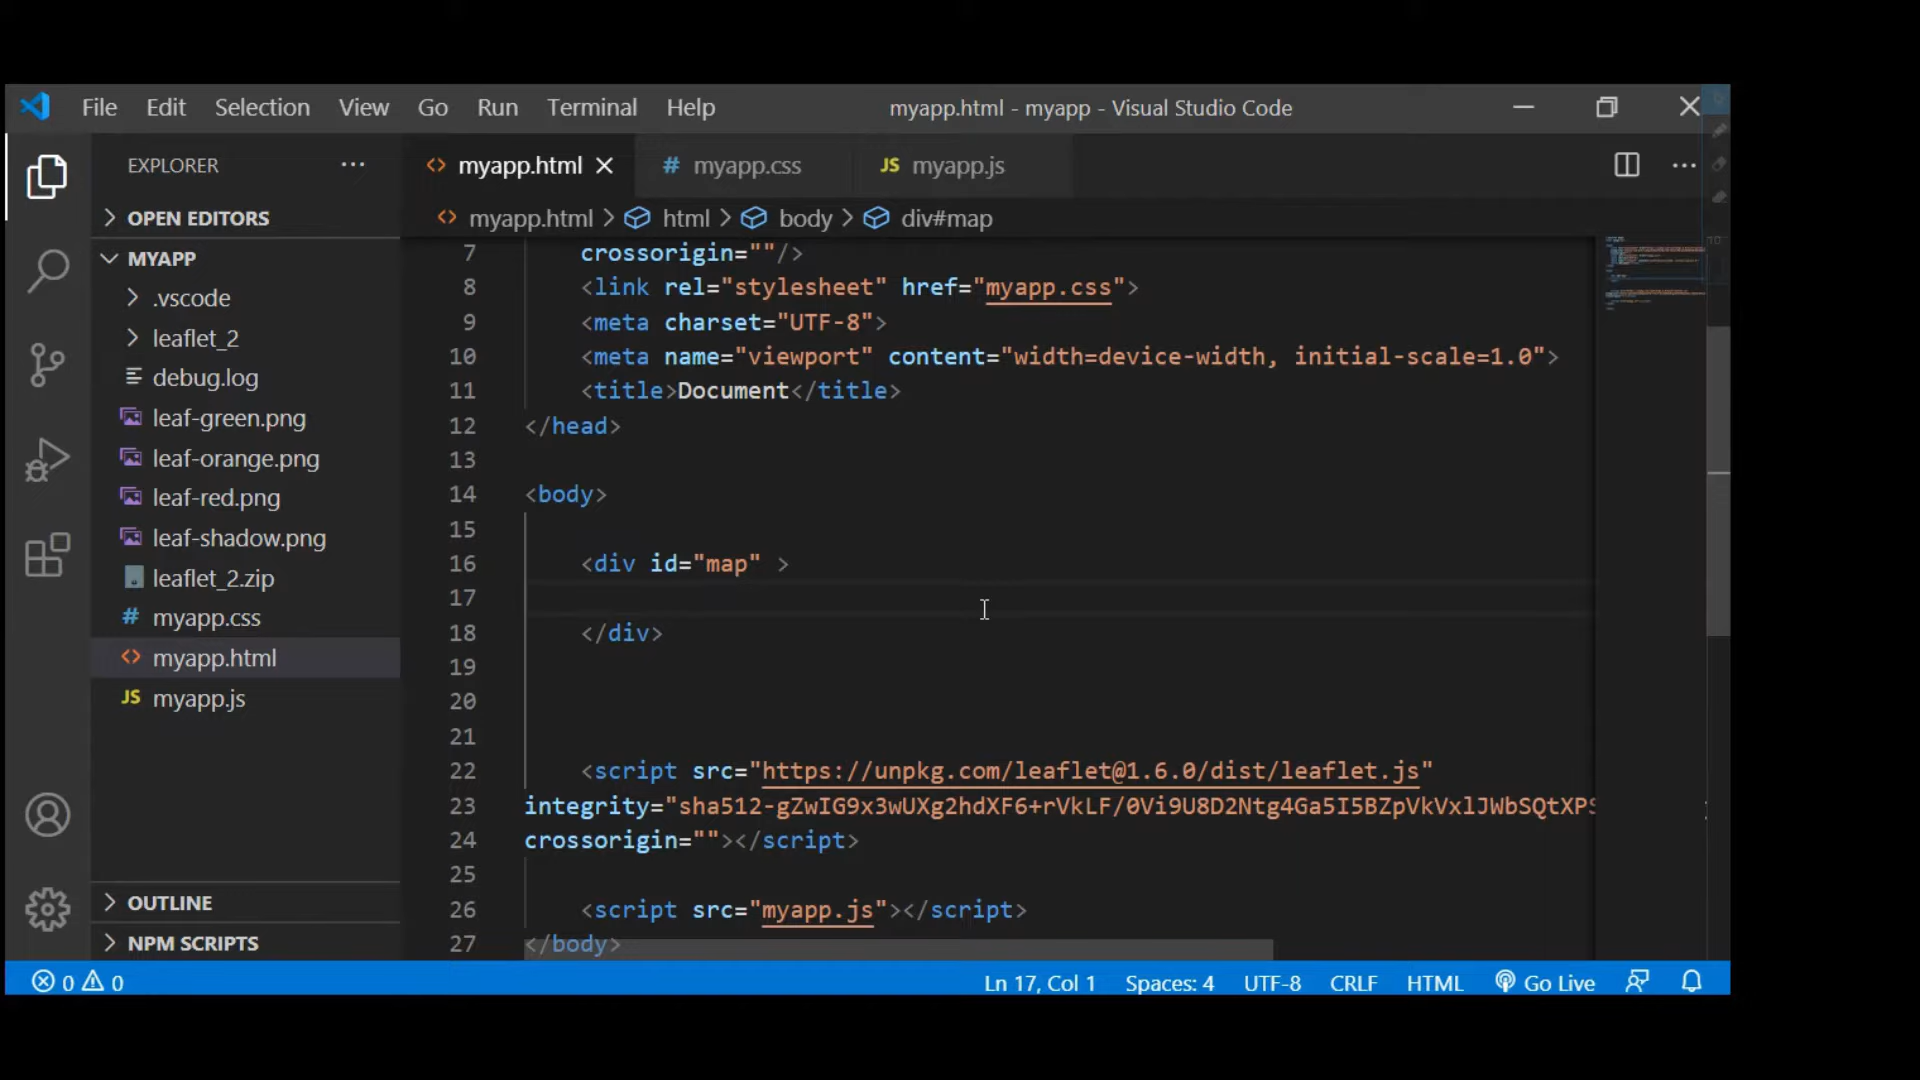 File Edit Selection View Go Run Terminal Help myapp.html - myapp - Visual Studio Code
EXPLORER
myapp.html # myapp.css JS myapp.js
OPEN EDITORS
myapp.html > html > body > div#map
MYAPP
.vscode
leaflet_2
debug.log
leaf-green.png
leaf-orange.png
leaf-red.png
leaf-shadow.png
leaflet_2.zip
# myapp.css
<> myapp.html
JS myapp.js
OUTLINE
NPM SCRIPTS
7 crossorigin=""/>
8 <link rel="stylesheet" href="myapp.css">
9 <meta charset="UTF-8">
10 <meta name="viewport" content="width=device-width, initial-scale=1.0">
11 <title>Document</title>
12 </head>
13
14 <body>
15
16 <div id="map" >
17
18 </div>
19
20
21
22 <script src="https://unpkg.com/leaflet@1.6.0/dist/leaflet.js"
23 integrity="sha512-gZwIG9x3wUXg2hdXF6+rVkLF/0Vi9U8D2Ntg4Ga5I5BZpVkVxlJWbSQtXPS
24 crossorigin=""></script>
25
26 <script src="myapp.js"></script>
27 </body>
0 0 Ln 17, Col 1 Spaces: 4 UTF-8 CRLF HTML Go Live